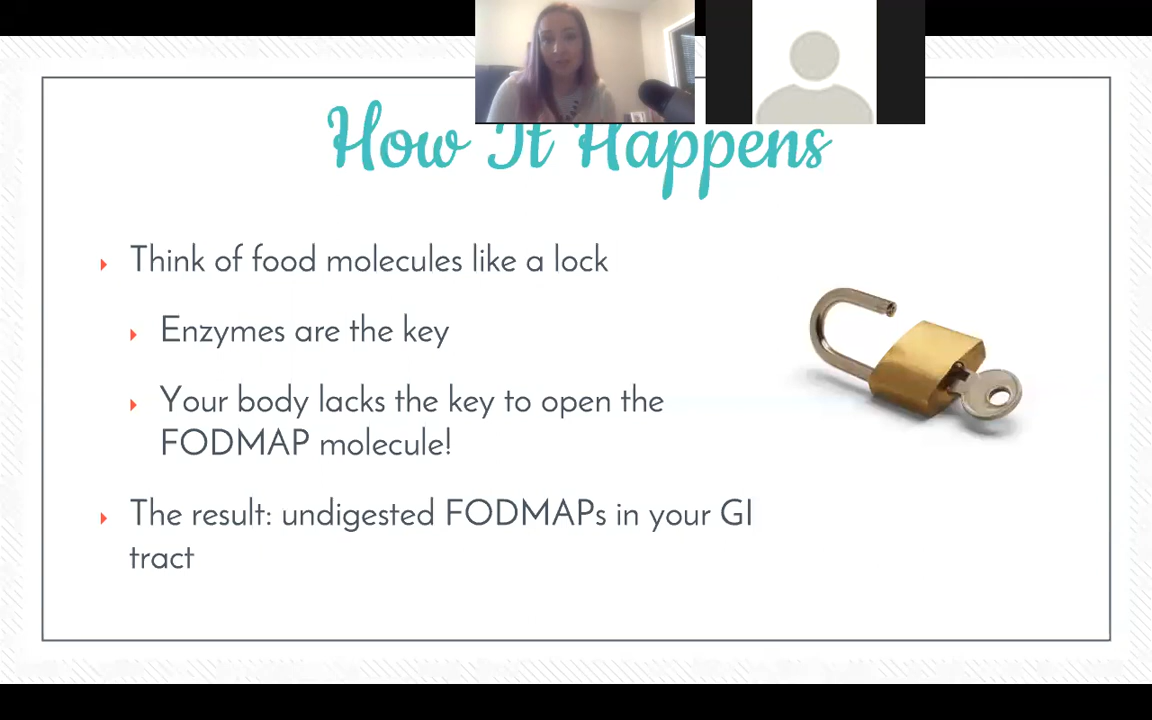 How It Happens
Think of food molecules like a lock
Enzymes are the key
Your body lacks the key to open the
FODMAP molecule!
The result: undigested FODMAPs in your GI
tract